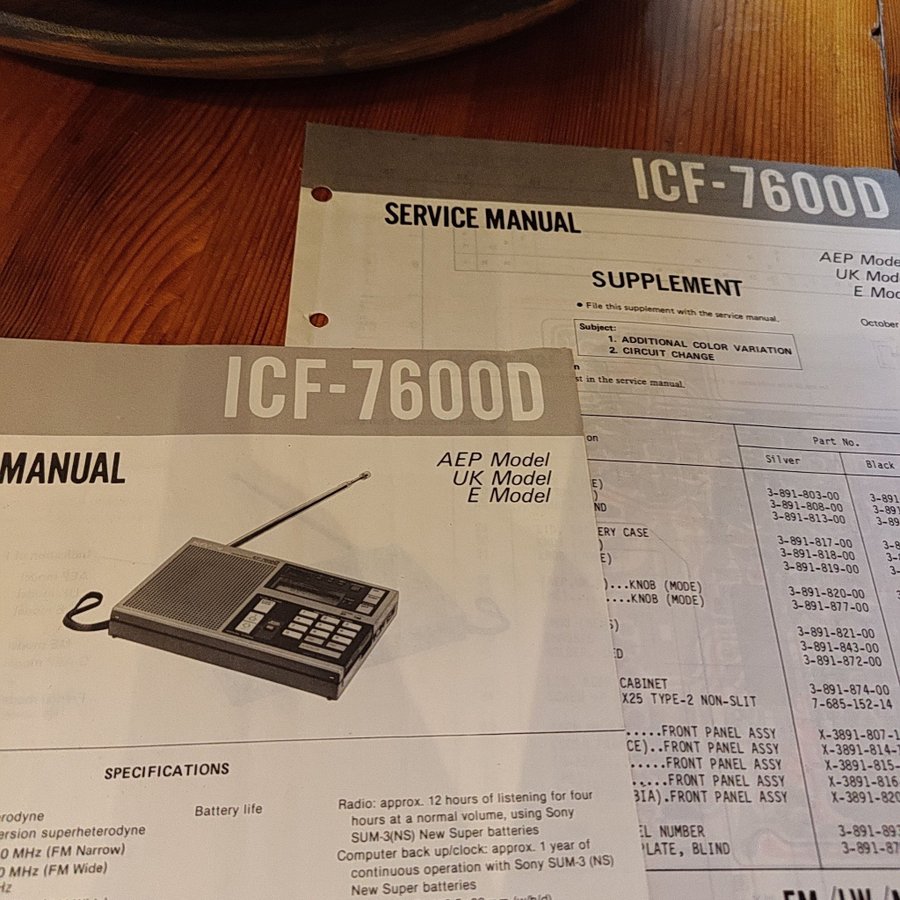 ICF-7600D
SERVICE MANUAL
AEP
UK
E
SUPPLEMENT
• File this supplement with the service manual.
October
Subject:
1. ADDITIONAL COLOR VARIATION
2. CIRCUIT CHANGE
in the service manual.
Part No.
Silver Black
3-891-803-00
3-891-808-00
3-891-813-00
CASE
3-891-817-00
3-891-818-00
3-891-819-00
KNOB (MODE) 3-891-820-00
KNOB (MODE) 3-891-877-00
3-891-821-00
3-891-843-00
3-891-872-00
CABINET 3-891-874-00
TYPE-2 NON-SLIT 7-685-152-14
FRONT PANEL ASSY
FRONT PANEL ASSY
FRONT PANEL ASSY
FRONT PANEL ASSY
FRONT PANEL ASSY
NUMBER
BLIND
ICF-7600D
MANUAL
AEP Model
UK Model
E Model
SPECIFICATIONS
Battery life
Radio: approx. 12 hours of listening for four
hours at a normal volume, using Sony
SUM-3(NS) New Super batteries
Computer back up/clock: approx. 1 year of
continuous operation with Sony SUM-3 (NS)
New Super batteries
superheterodyne
MHz (FM Narrow)
MHz (FM Wide)